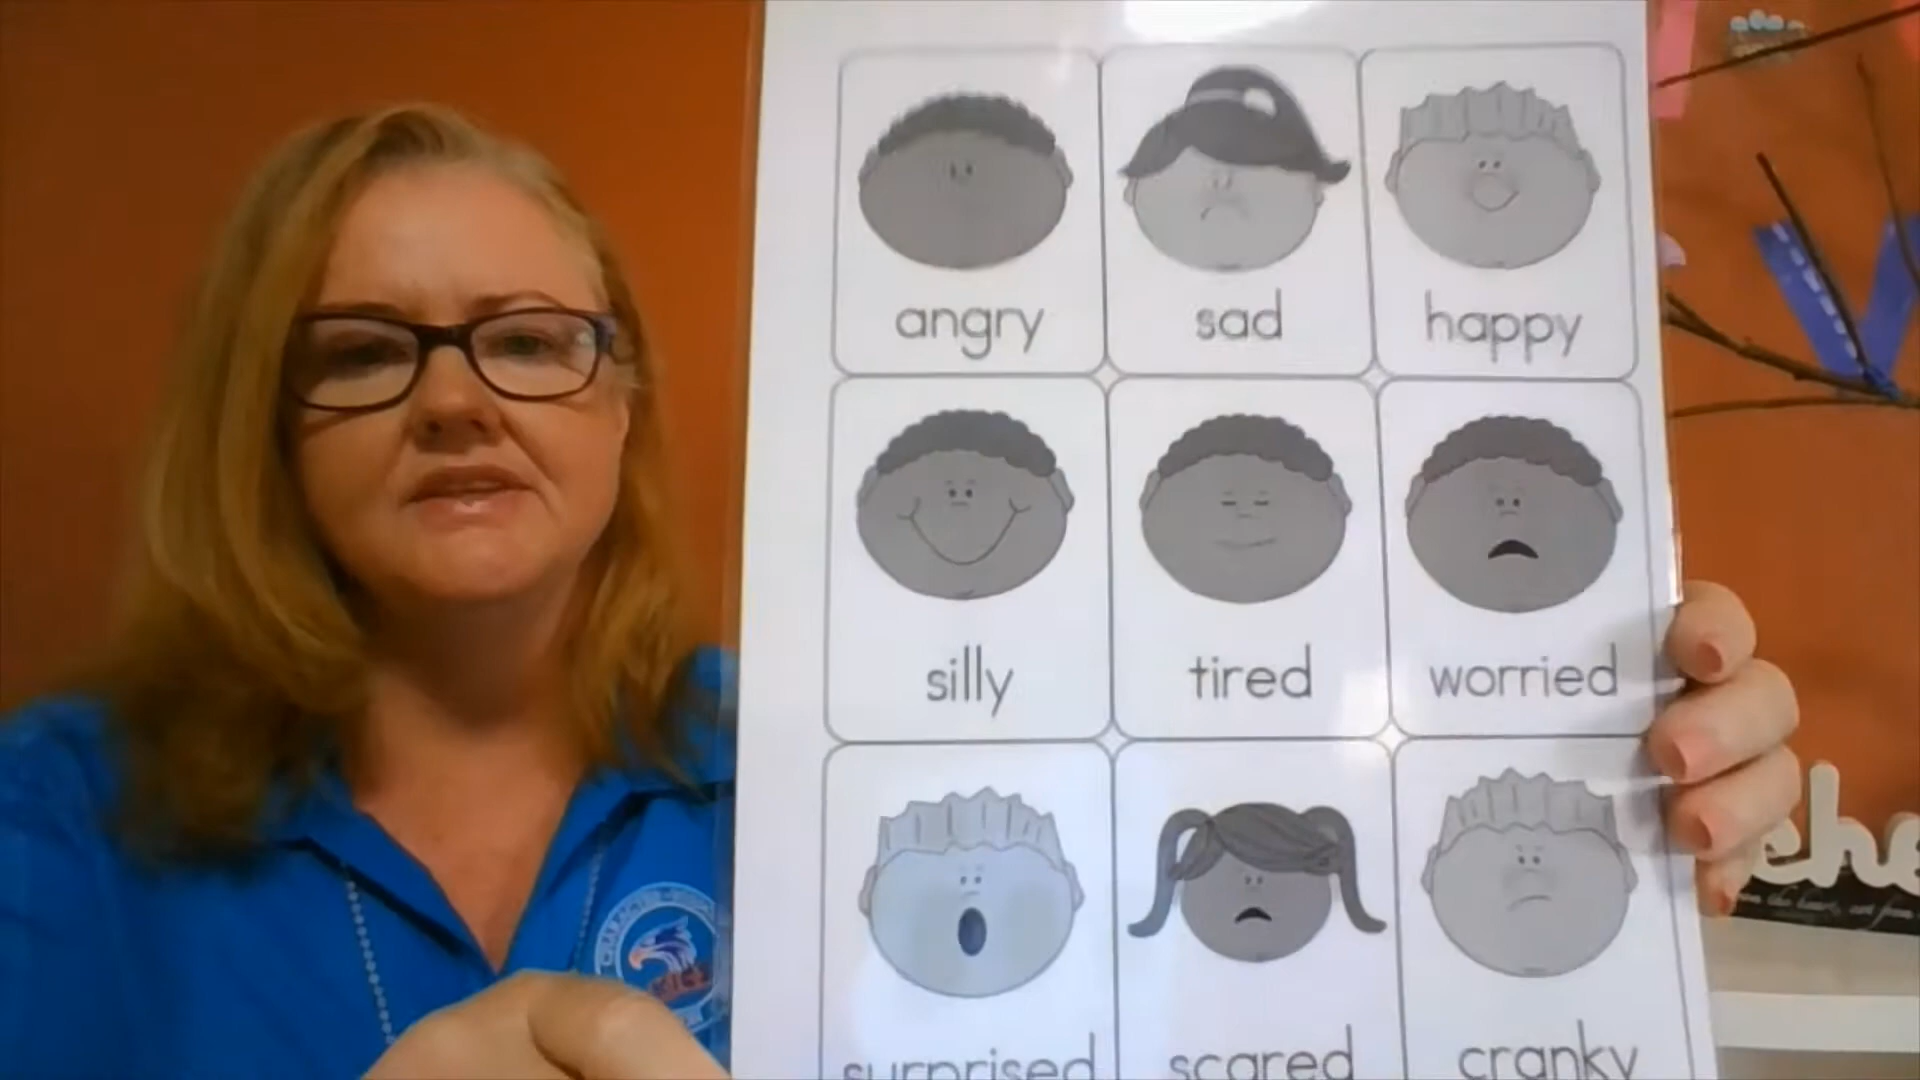 angry sad happy
silly tired worried
surprised scared cranky